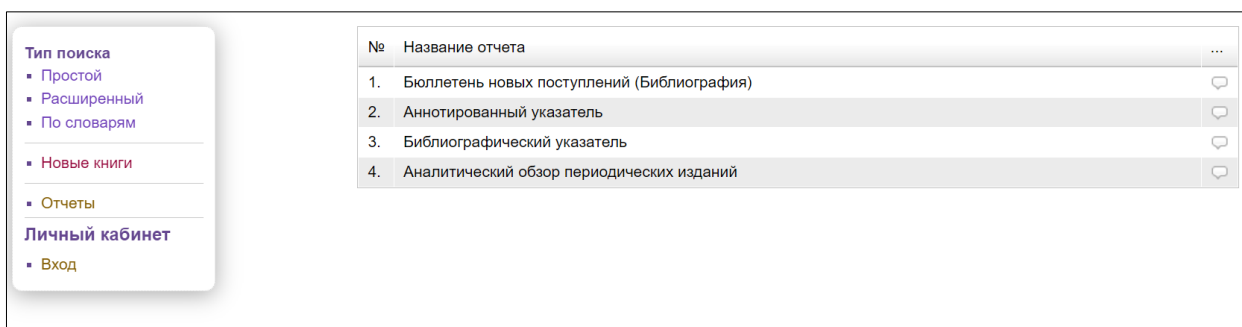 Тип поиска
Простой
Расширенный
По словарям
Новые книги
Отчеты
Личный кабинет
Вход
№ Название отчета ...
1. Бюллетень новых поступлений (Библиография)
2. Аннотированный указатель
3. Библиографический указатель
4. Аналитический обзор периодических изданий